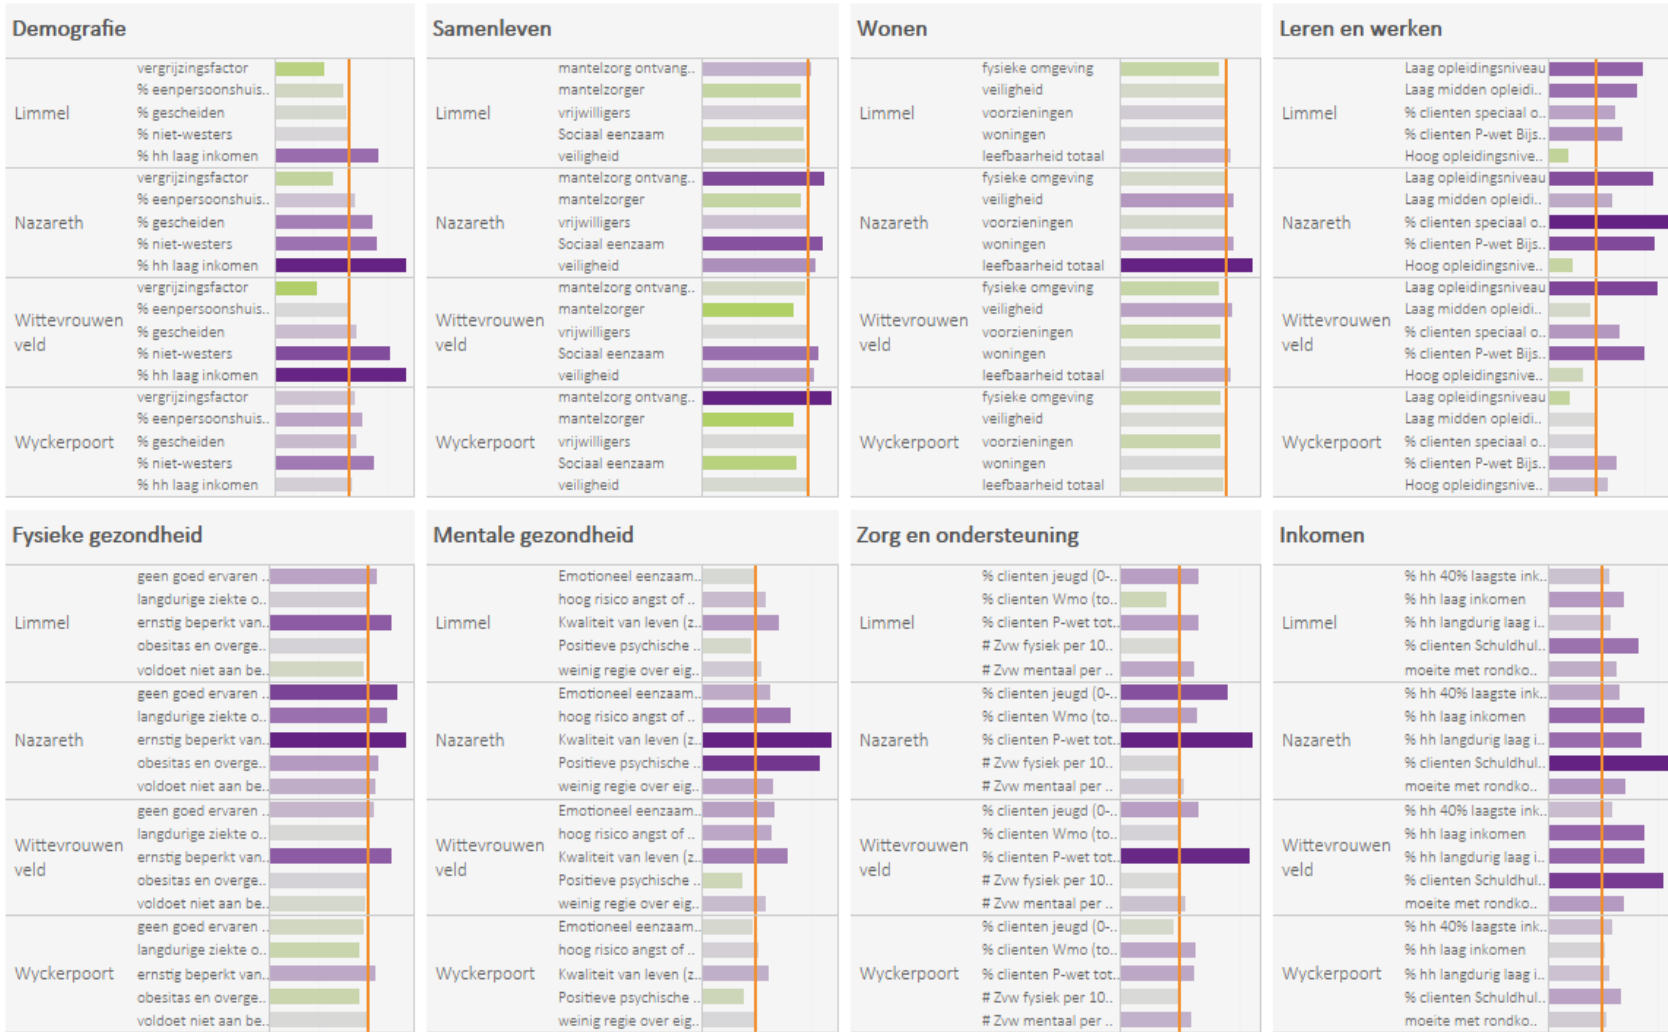 Demografie
Limmel
vergrijzingsfactor
% eenpersoonshuis..
% gescheiden
% niet-westers
% hh laag inkomen
Nazareth
vergrijzingsfactor
% eenpersoonshuis..
% gescheiden
% niet-westers
% hh laag inkomen
Wittevrouwen
veld
vergrijzingsfactor
% eenpersoonshuis..
% gescheiden
% niet-westers
% hh laag inkomen
Wyckerpoort
vergrijzingsfactor
% eenpersoonshuis..
% gescheiden
% niet-westers
% hh laag inkomen
Samenleven
Limmel
mantelzorg ontvang..
mantelzorger
vrijwilligers
Sociaal eenzaam
veiligheid
Nazareth
mantelzorg ontvang..
mantelzorger
vrijwilligers
Sociaal eenzaam
veiligheid
Wittevrouwen
veld
mantelzorg ontvang..
mantelzorger
vrijwilligers
Sociaal eenzaam
veiligheid
Wyckerpoort
mantelzorg ontvang..
mantelzorger
vrijwilligers
Sociaal eenzaam
veiligheid
Wonen
Limmel
fysieke omgeving
veiligheid
voorzieningen
woningen
leefbaarheid totaal
Nazareth
fysieke omgeving
veiligheid
voorzieningen
woningen
leefbaarheid totaal
Wittevrouwen
veld
fysieke omgeving
veiligheid
voorzieningen
woningen
leefbaarheid totaal
Wyckerpoort
fysieke omgeving
veiligheid
voorzieningen
woningen
leefbaarheid totaal
Leren en werken
Limmel
Laag opleidingsniveau
Laag midden opleidi..
% clienten speciaal o..
% clienten P-wet Bijs..
Hoog opleidingsnive..
Nazareth
Laag opleidingsniveau
Laag midden opleidi..
% clienten speciaal o..
% clienten P-wet Bijs..
Hoog opleidingsnive..
Wittevrouwen
veld
Laag opleidingsniveau
Laag midden opleidi..
% clienten speciaal o..
% clienten P-wet Bijs..
Hoog opleidingsnive..
Wyckerpoort
Laag opleidingsniveau
Laag midden opleidi..
% clienten speciaal o..
% clienten P-wet Bijs..
Hoog opleidingsnive..
Fysieke gezondheid
Limmel
geen goed ervaren ..
langdurige ziekte o..
ernstig beperkt van..
obesitas en overge..
voldoet niet aan be..
Nazareth
geen goed ervaren ..
langdurige ziekte o..
ernstig beperkt van..
obesitas en overge..
voldoet niet aan be..
Wittevrouwen
veld
geen goed ervaren ..
langdurige ziekte o..
ernstig beperkt van..
obesitas en overge..
voldoet niet aan be..
Wyckerpoort
geen goed ervaren ..
langdurige ziekte o..
ernstig beperkt van..
obesitas en overge..
voldoet niet aan be..
Mentale gezondheid
Limmel
Emotioneel eenzaam..
hoog risico angst of ..
Kwaliteit van leven (z..
Positieve psychische ..
weinig regie over eig..
Nazareth
Emotioneel eenzaam..
hoog risico angst of ..
Kwaliteit van leven (z..
Positieve psychische ..
weinig regie over eig..
Wittevrouwen
veld
Emotioneel eenzaam..
hoog risico angst of ..
Kwaliteit van leven (z..
Positieve psychische ..
weinig regie over eig..
Wyckerpoort
Emotioneel eenzaam..
hoog risico angst of ..
Kwaliteit van leven (z..
Positieve psychische ..
weinig regie over eig..
Zorg en ondersteuning
Limmel
% clienten jeugd (0-..
% clienten Wmo (to..
% clienten P-wet tot..
# Zvw fysiek per 10..
# Zvw mentaal per ..
Nazareth
% clienten jeugd (0-..
% clienten Wmo (to..
% clienten P-wet tot..
# Zvw fysiek per 10..
# Zvw mentaal per ..
Wittevrouwen
veld
% clienten jeugd (0-..
% clienten Wmo (to..
% clienten P-wet tot..
# Zvw fysiek per 10..
# Zvw mentaal per ..
Wyckerpoort
% clienten jeugd (0-..
% clienten Wmo (to..
% clienten P-wet tot..
# Zvw fysiek per 10..
# Zvw mentaal per ..
Inkomen
Limmel
% hh 40% laagste ink..
% hh laag inkomen
% hh langdurig laag i..
% clienten Schuldhul..
moeite met rondko..
Nazareth
% hh 40% laagste ink..
% hh laag inkomen
% hh langdurig laag i..
% clienten Schuldhul..
moeite met rondko..
Wittevrouwen
veld
% hh 40% laagste ink..
% hh laag inkomen
% hh langdurig laag i..
% clienten Schuldhul..
moeite met rondko..
Wyckerpoort
% hh 40% laagste ink..
% hh laag inkomen
% hh langdurig laag i..
% clienten Schuldhul..
moeite met rondko..